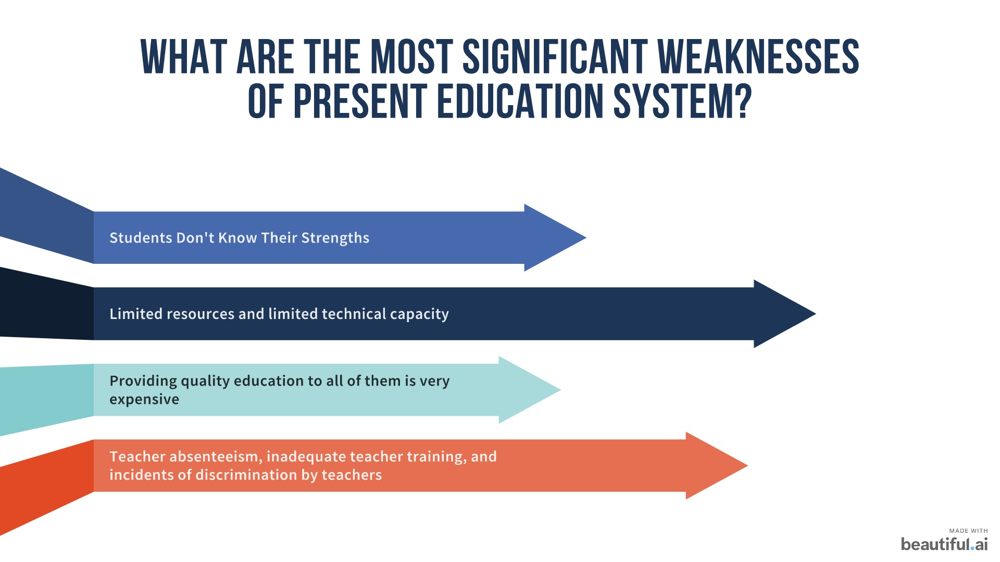 WHAT ARE THE MOST SIGNIFICANT WEAKNESSES
OF PRESENT EDUCATION SYSTEM?
Students Don't Know Their Strengths
Limited resources and limited technical capacity
Providing quality education to all of them is very
expensive
Teacher absenteeism, inadequate teacher training, and
incidents of discrimination by teachers
MADE WITH
beautiful.ai